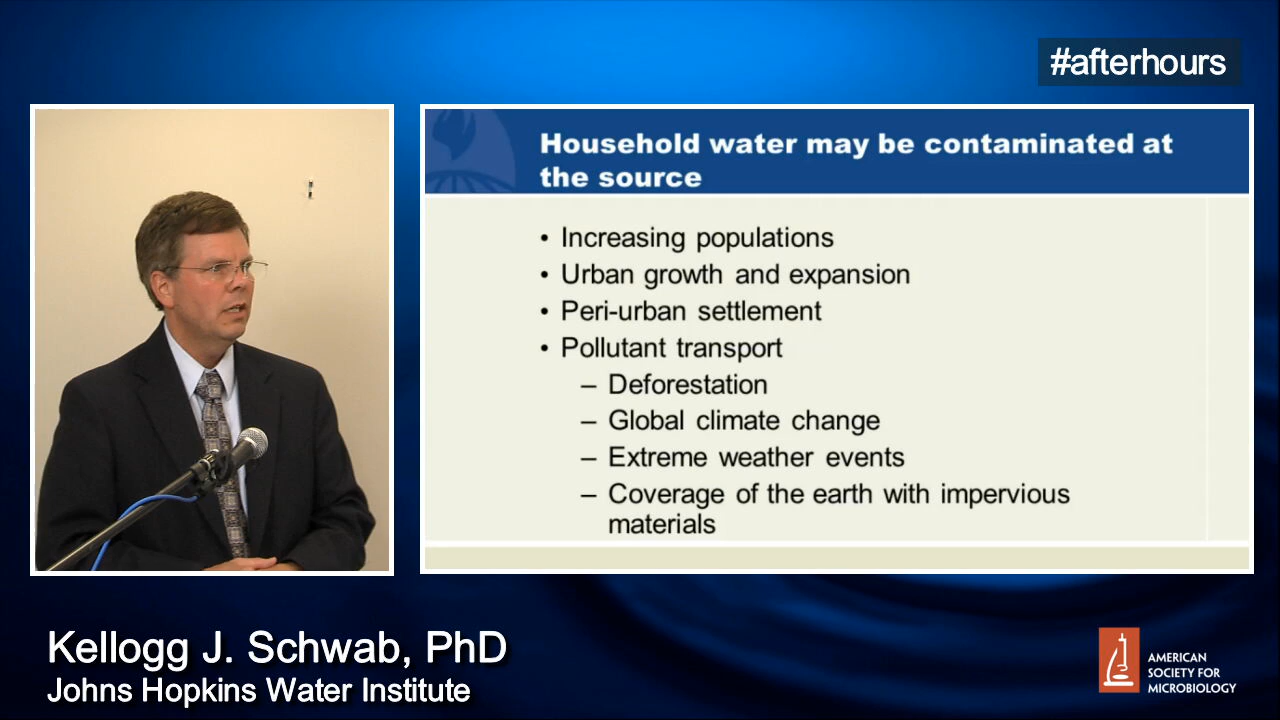 #afterhours
Household water may be contaminated at
the source
• Increasing populations
• Urban growth and expansion
• Peri-urban settlement
• Pollutant transport
– Deforestation
– Global climate change
– Extreme weather events
– Coverage of the earth with impervious
materials
Kellogg J. Schwab, PhD
Johns Hopkins Water Institute
AMERICAN
SOCIETY FOR
MICROBIOLOGY